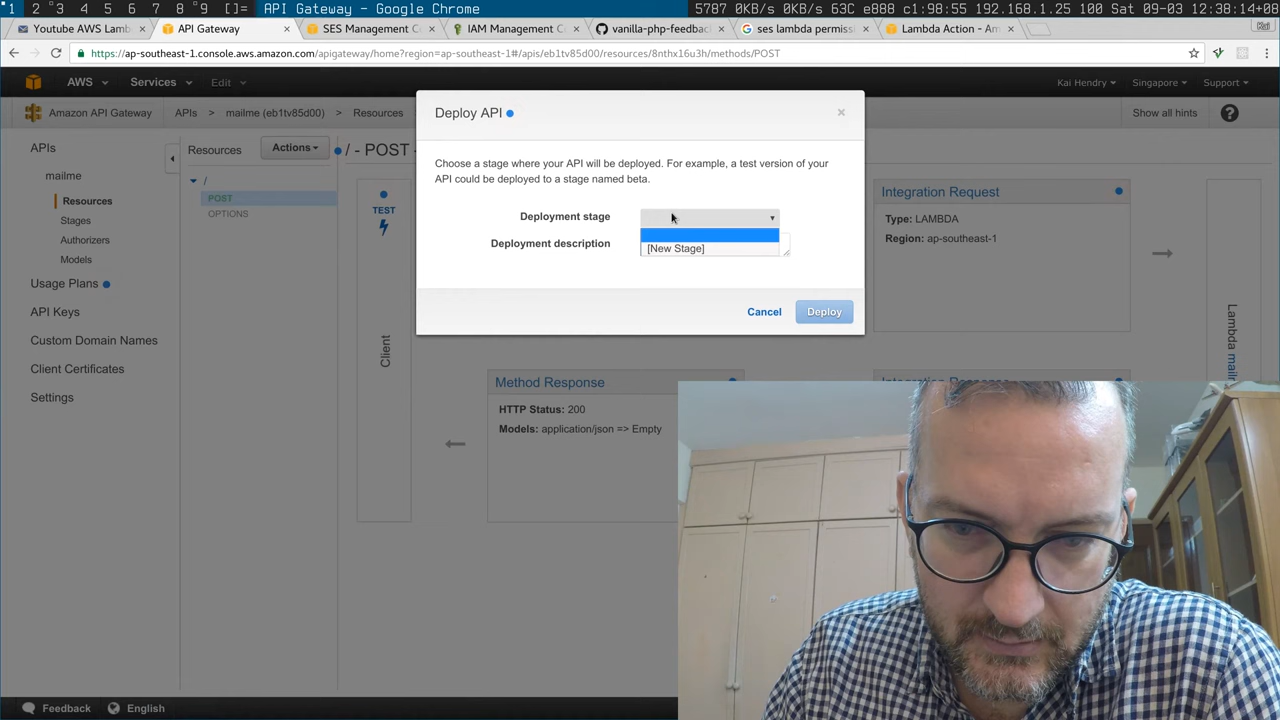 1 2 °3 4 5 6 7 8 °9 []= API Gateway - Google Chrome 5787 0KB/s 0KB/s 63C e888 c1:98:55 192.168.1.25 100 Sat 09-03 12:38:14+08:00
Youtube AWS Lamb API Gateway SES Management C IAM Management C vanilla-php-feedbac ses lambda permiss Lambda Action - Am Kai
https://ap-southeast-1.console.aws.amazon.com/apigateway/home?region=ap-southeast-1#/apis/eb1tv85d00/resources/8nthx16u3h/methods/POST
AWS Services Edit Kai Hendry Singapore Support
Amazon API Gateway APIs > mailme (eb1tv85d00) > Resources Show all hints ?
Deploy API
×
Choose a stage where your API will be deployed. For example, a test version of your
API could be deployed to a stage named beta.
Deployment stage
[New Stage]
Deployment description
Cancel Deploy
APIs
mailme
Resources
Stages
Authorizers
Models
Usage Plans
API Keys
Custom Domain Names
Client Certificates
Settings
Resources Actions
/
POST
OPTIONS
/ - POST -
TEST
Client
Integration Request
Type: LAMBDA
Region: ap-southeast-1
Method Response
HTTP Status: 200
Models: application/json => Empty
Lambda
Feedback English